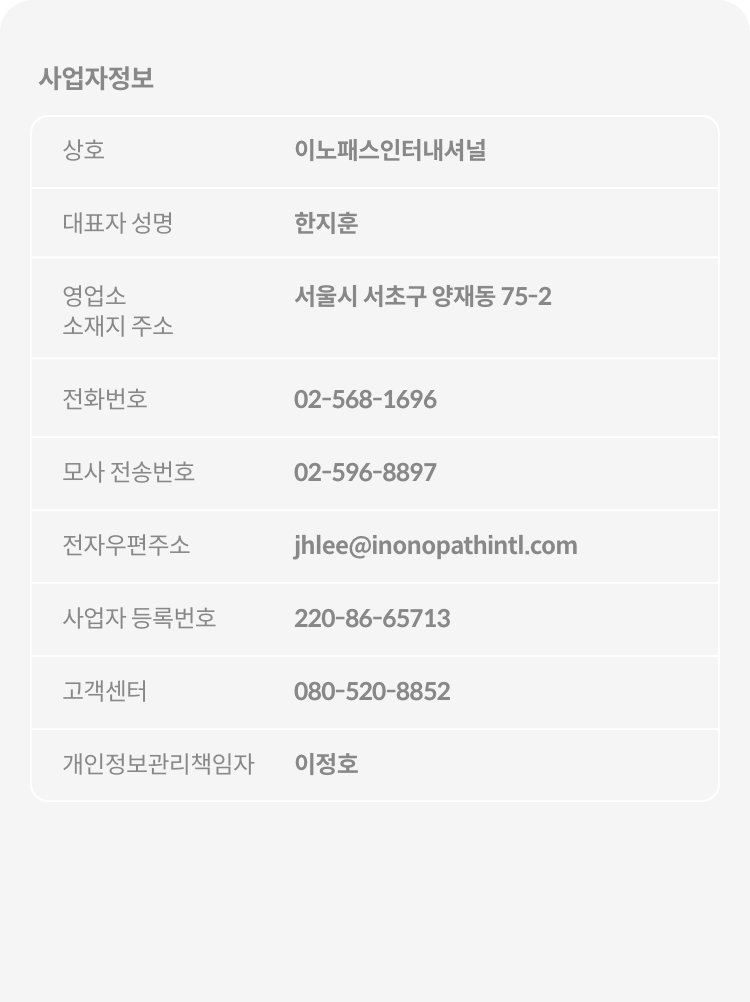 사업자정보
상호 이노패스인터내셔널
대표자 성명 한지훈
영업소 서울시 서초구 양재동 75-2
소재지 주소
전화번호 02-568-1696
모사 전송번호 02-596-8897
전자우편주소 jhlee@inonopathintl.com
사업자 등록번호 220-86-65713
고객센터 080-520-8852
개인정보관리책임자 이정호